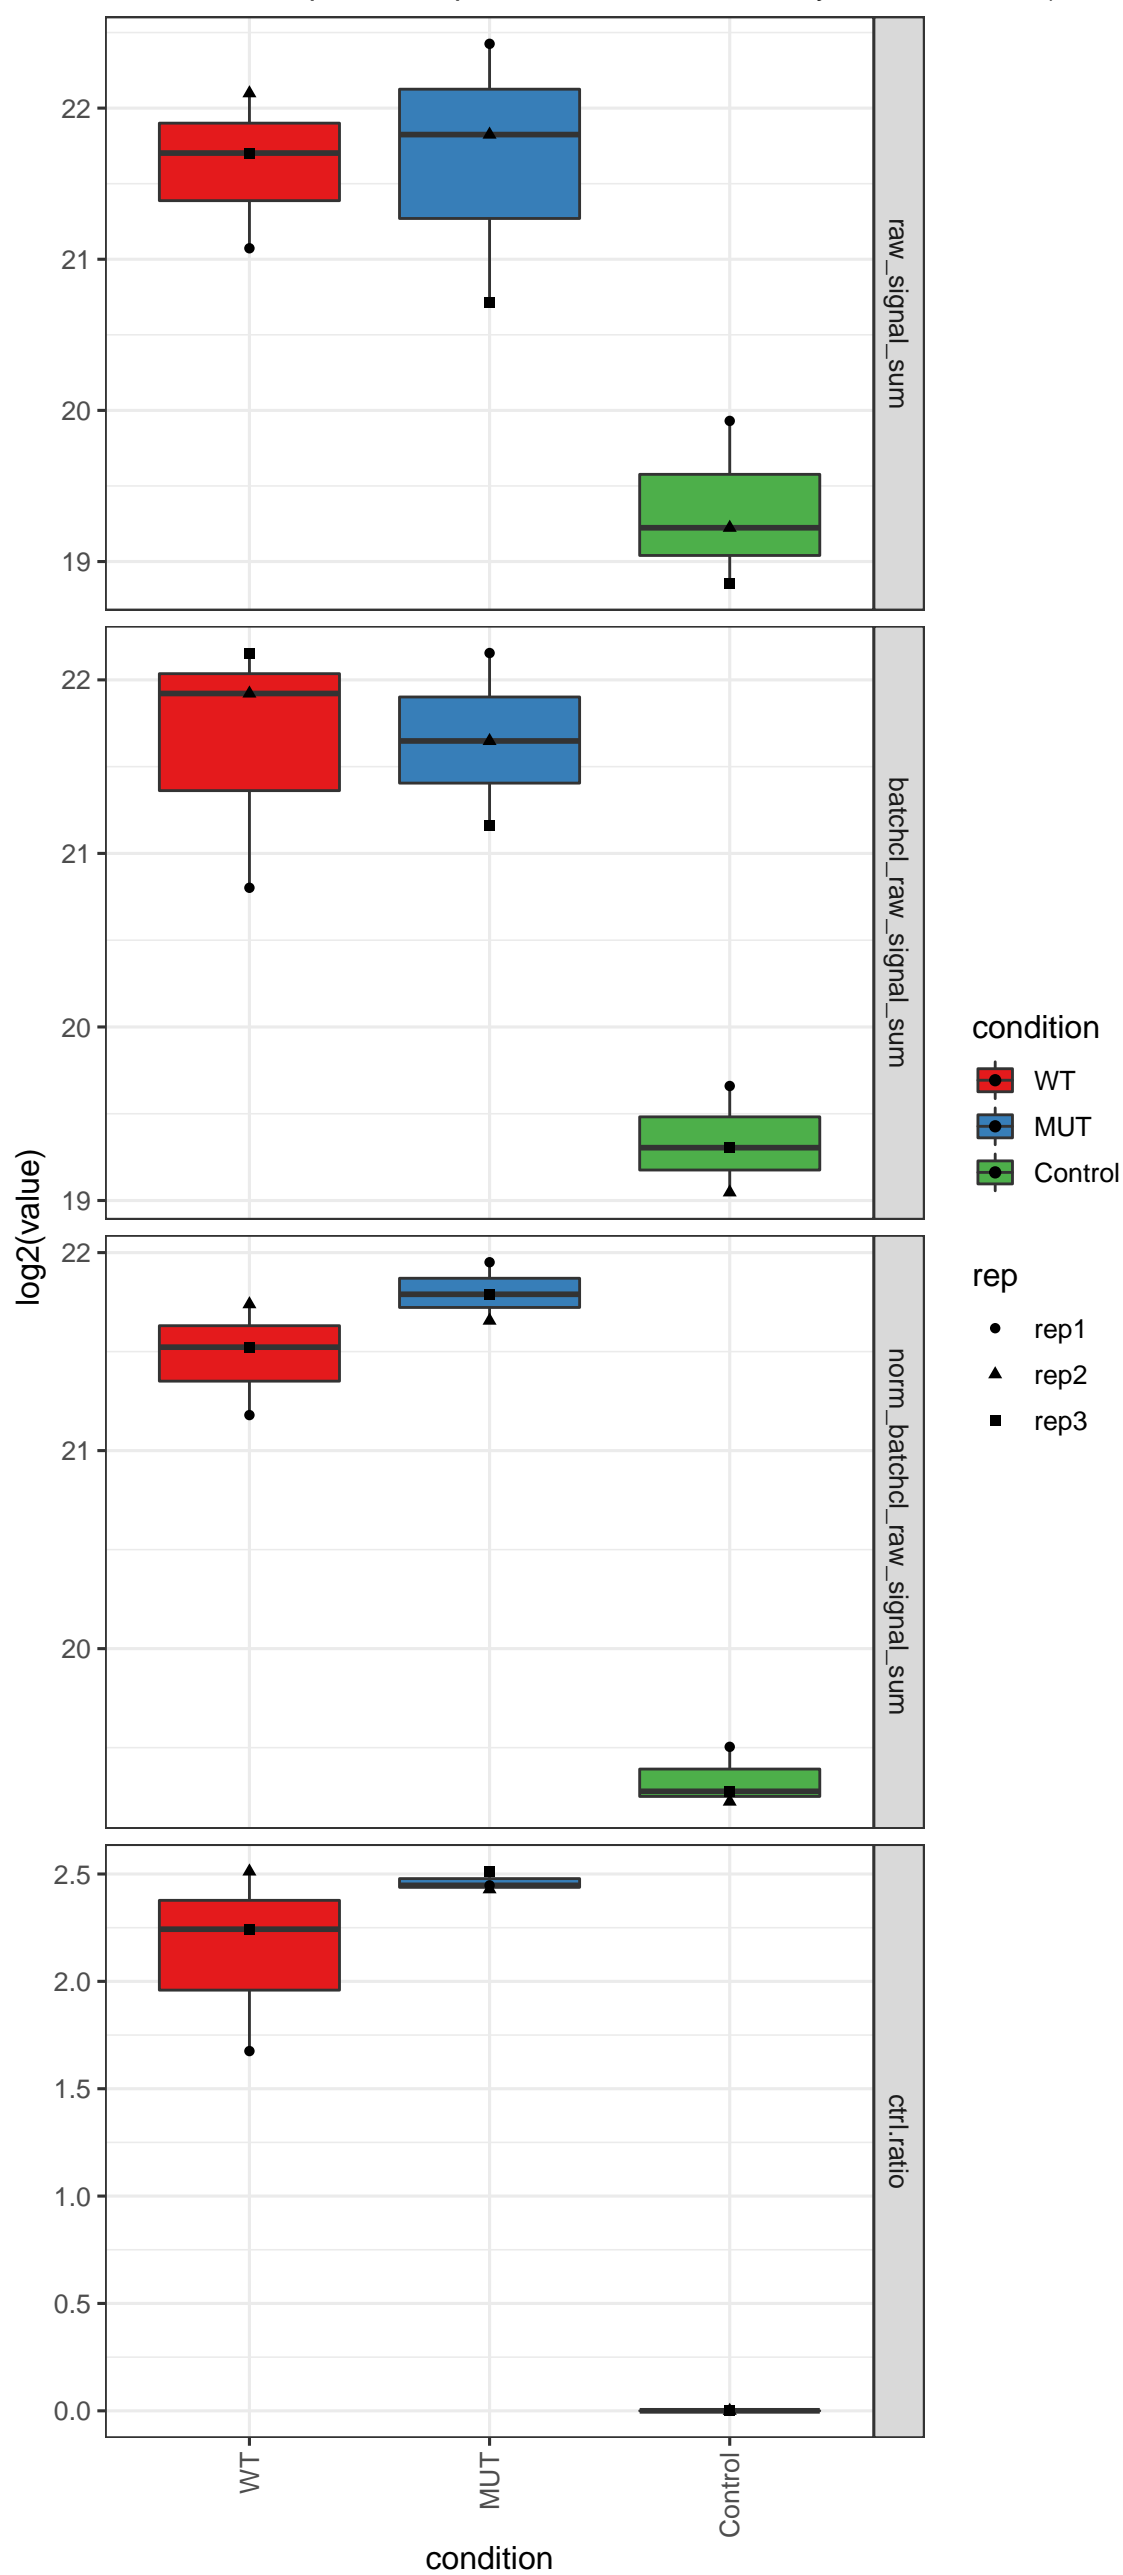 22
21
20
19
raw_signal_sum
22
21
20
19
batchcl_raw_signal_sum
22
21
20
norm_batchcl_raw_signal_sum
2.5
2.0
1.5
1.0
0.5
0.0
ctrl.ratio
log2(value)
WT
MUT
Control
condition
condition
WT
MUT
Control
rep
rep1
rep2
rep3